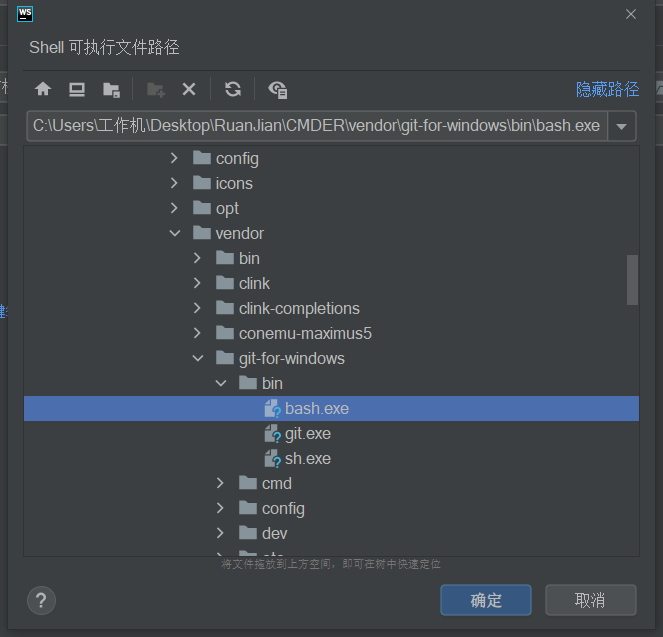 WS
Shell 可执行文件路径
隐藏路径
C:\Users\工作机\Desktop\RuanJian\CMDER\vendor\git-for-windows\bin\bash.exe
config
icons
opt
vendor
bin
clink
clink-completions
conemu-maximus5
git-for-windows
bin
bash.exe
git.exe
sh.exe
cmd
config
dev
将文件拖放到上方空间，即可在树中快速定位
?
确定
取消